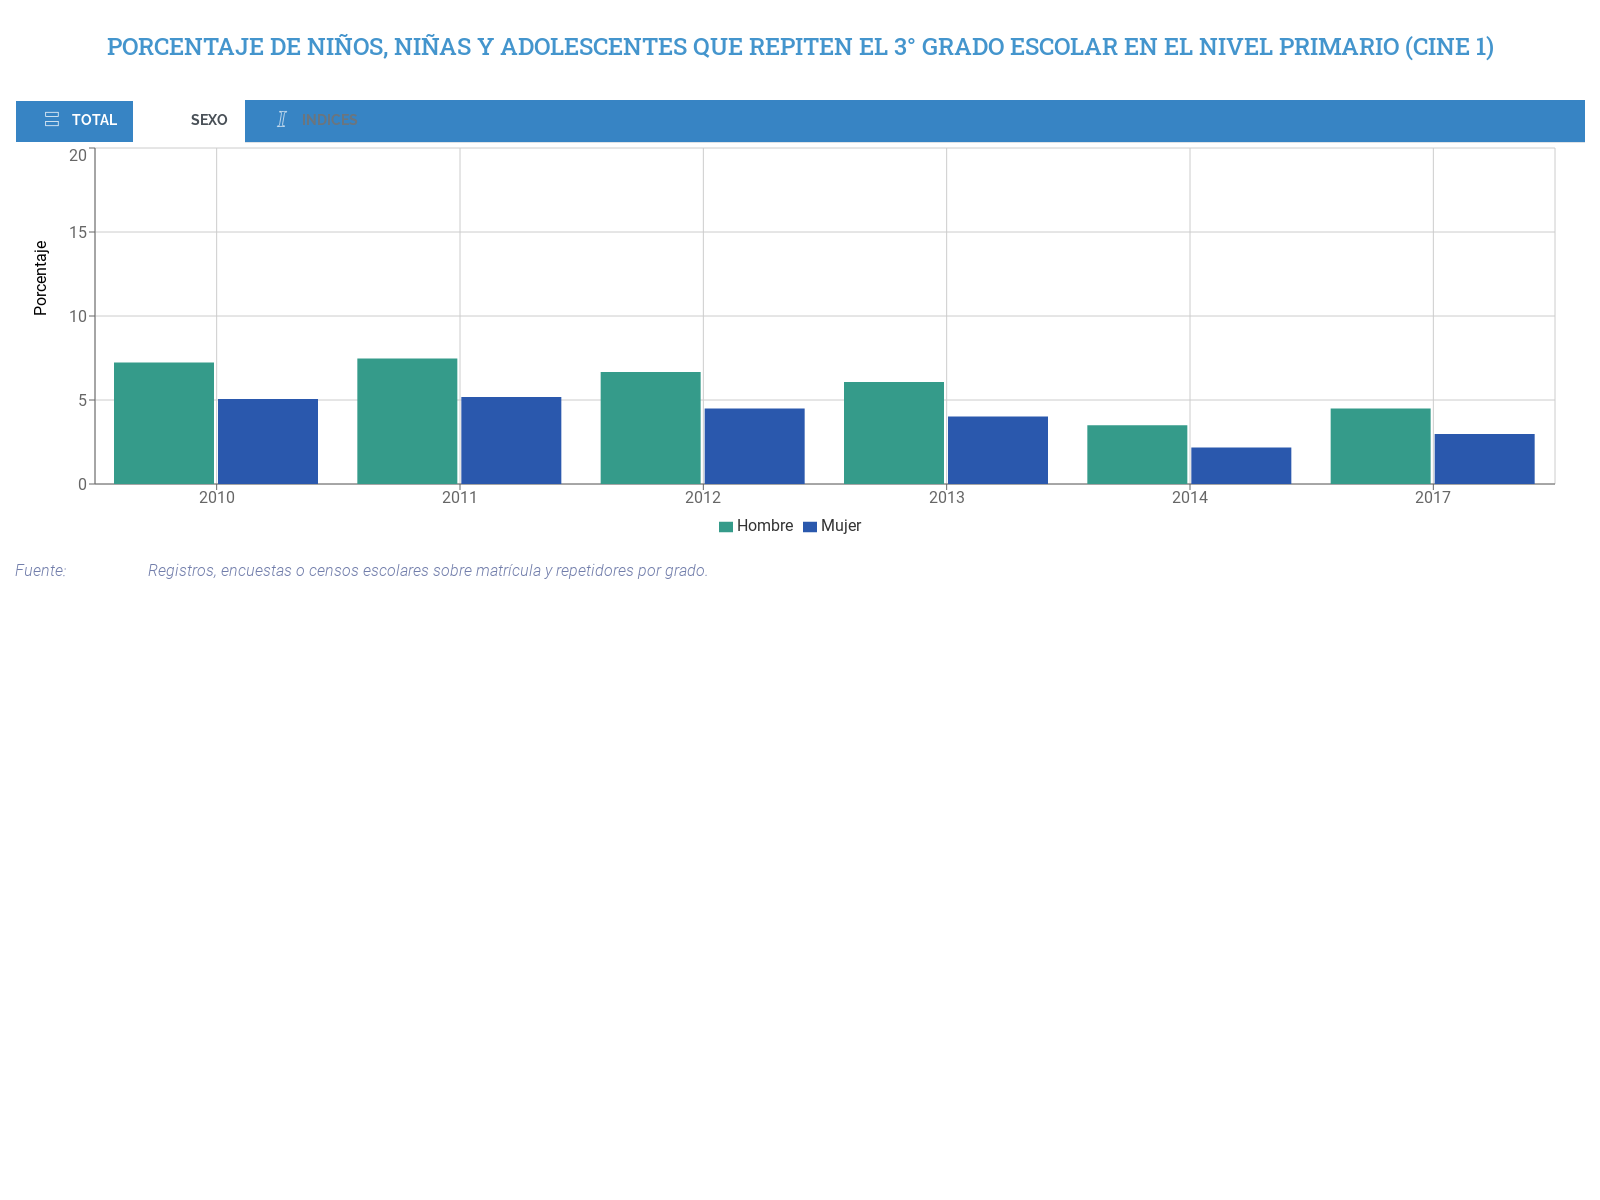 PORCENTAJE DE NIÑOS, NIÑAS Y ADOLESCENTES QUE REPITEN EL 3° GRADO ESCOLAR EN EL NIVEL PRIMARIO (CINE 1)
TOTAL SEXO INDICES
20
15
10
5
0
Porcentaje
2010 2011 2012 2013 2014 2017
Hombre Mujer
Fuente: Registros, encuestas o censos escolares sobre matrícula y repetidores por grado.